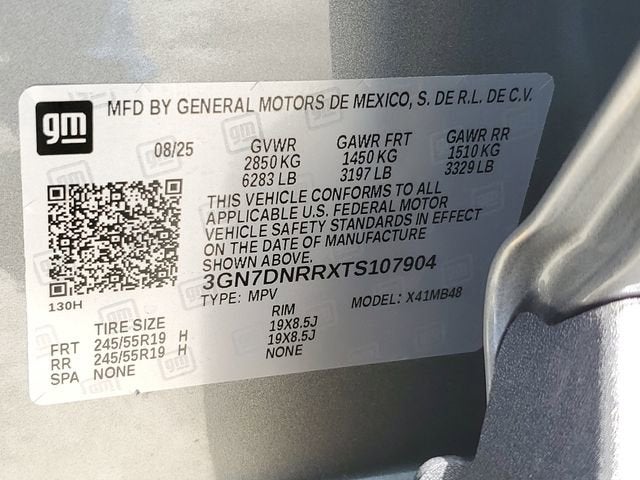 gm
MFD BY GENERAL MOTORS DE MEXICO, S. DE R.L. DE C.V.
08/25 GVWR GAWR FRT GAWR RR
2850 KG 1450 KG 1510 KG
6283 LB 3197 LB 3329 LB
THIS VEHICLE CONFORMS TO ALL
APPLICABLE U.S. FEDERAL MOTOR
VEHICLE SAFETY STANDARDS IN EFFECT
ON THE DATE OF MANUFACTURE
SHOWN ABOVE.
3GN7DNRRXTS107904
130H
TYPE: MPV MODEL: X41MB48
TIRE SIZE RIM
FRT 245/55R19 H 19X8.5J
RR 245/55R19 H 19X8.5J
SPA NONE NONE